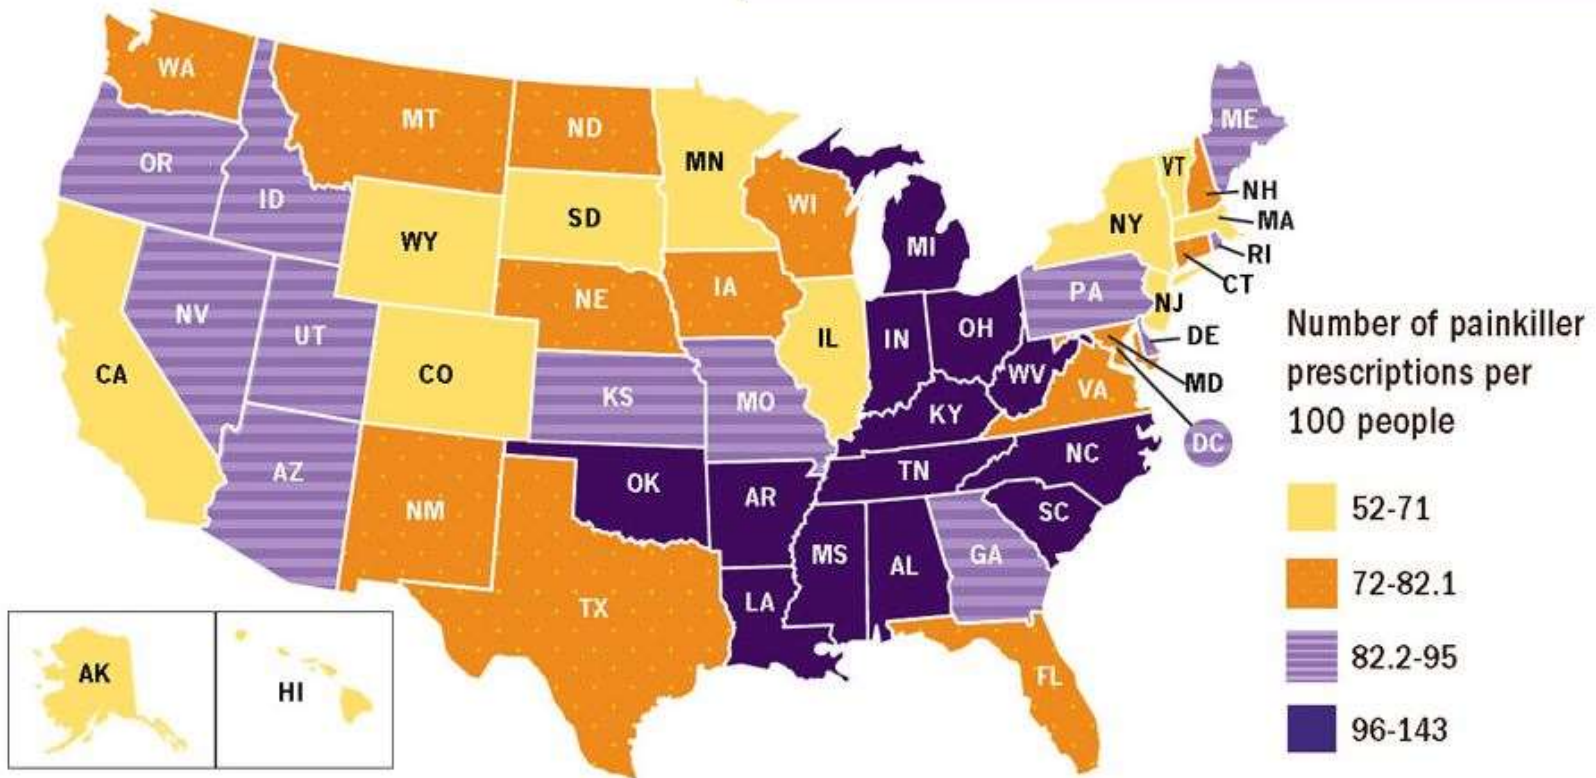 WA
MT
ND
MN
ME
OR
ID
VT
WI
NH
WY
SD
NY
MA
MI
RI
CT
NE
IA
PA
NJ
NV
UT
IL
IN
OH
DE
CA
CO
KS
MO
WV
KY
VA
MD
DC
AZ
NM
OK
AR
TN
NC
SC
MS
AL
GA
TX
LA
FL
AK
HI
Number of painkiller
prescriptions per
100 people
52-71
72-82.1
82.2-95
96-143